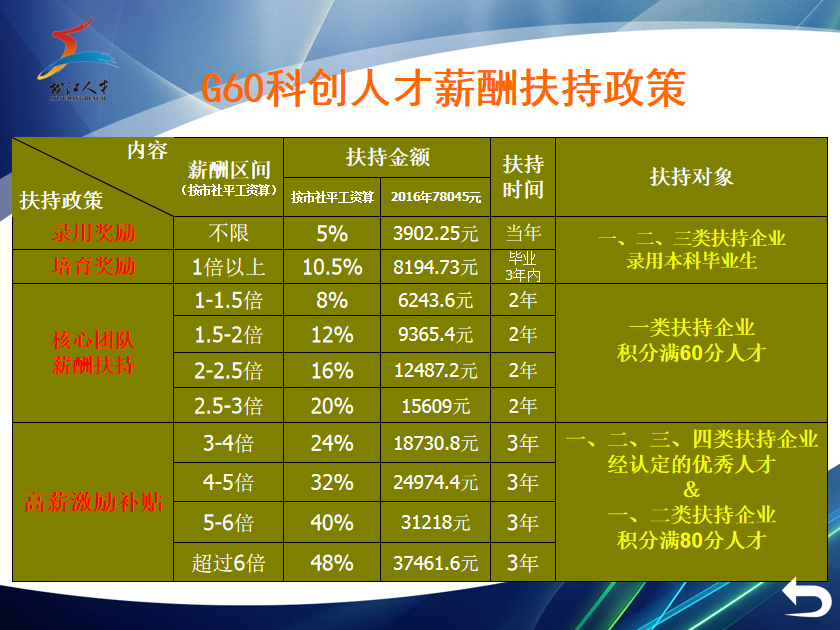 松江人才
SONGJIANG RENCAI
G60科创人才薪酬扶持政策
内容
扶持政策
薪酬区间
（按市社平工资算）
扶持金额
按市社平工资算
2016年78045元
扶持
时间
扶持对象
录用奖励
不限
5%
3902.25元
当年
一、二、三类扶持企业
录用本科毕业生
培育奖励
1倍以上
10.5%
8194.73元
毕业
3年内
核心团队
薪酬扶持
1-1.5倍
8%
6243.6元
2年
一类扶持企业
积分满60分人才
1.5-2倍
12%
9365.4元
2年
2-2.5倍
16%
12487.2元
2年
2.5-3倍
20%
15609元
2年
高薪激励补贴
3-4倍
24%
18730.8元
3年
一、二、三、四类扶持企业
经认定的优秀人才
&
一、二类扶持企业
积分满80分人才
4-5倍
32%
24974.4元
3年
5-6倍
40%
31218元
3年
超过6倍
48%
37461.6元
3年